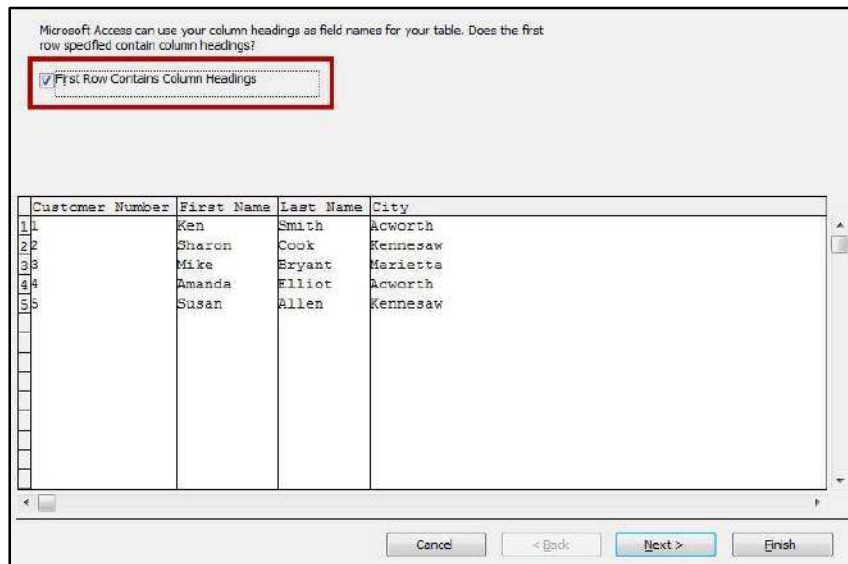 Microsoft Access can use your column headings as field names for your table. Does the first
row specified contain column headings?
First Row Contains Column Headings
Customer Number First Name Last Name City
1 1 Ken Smith Acworth
2 2 Sharon Cook Kennesaw
3 3 Mike Bryant Marietta
4 4 Amanda Elliot Acworth
5 5 Susan Allen Kennesaw
Cancel < Back Next > Finish